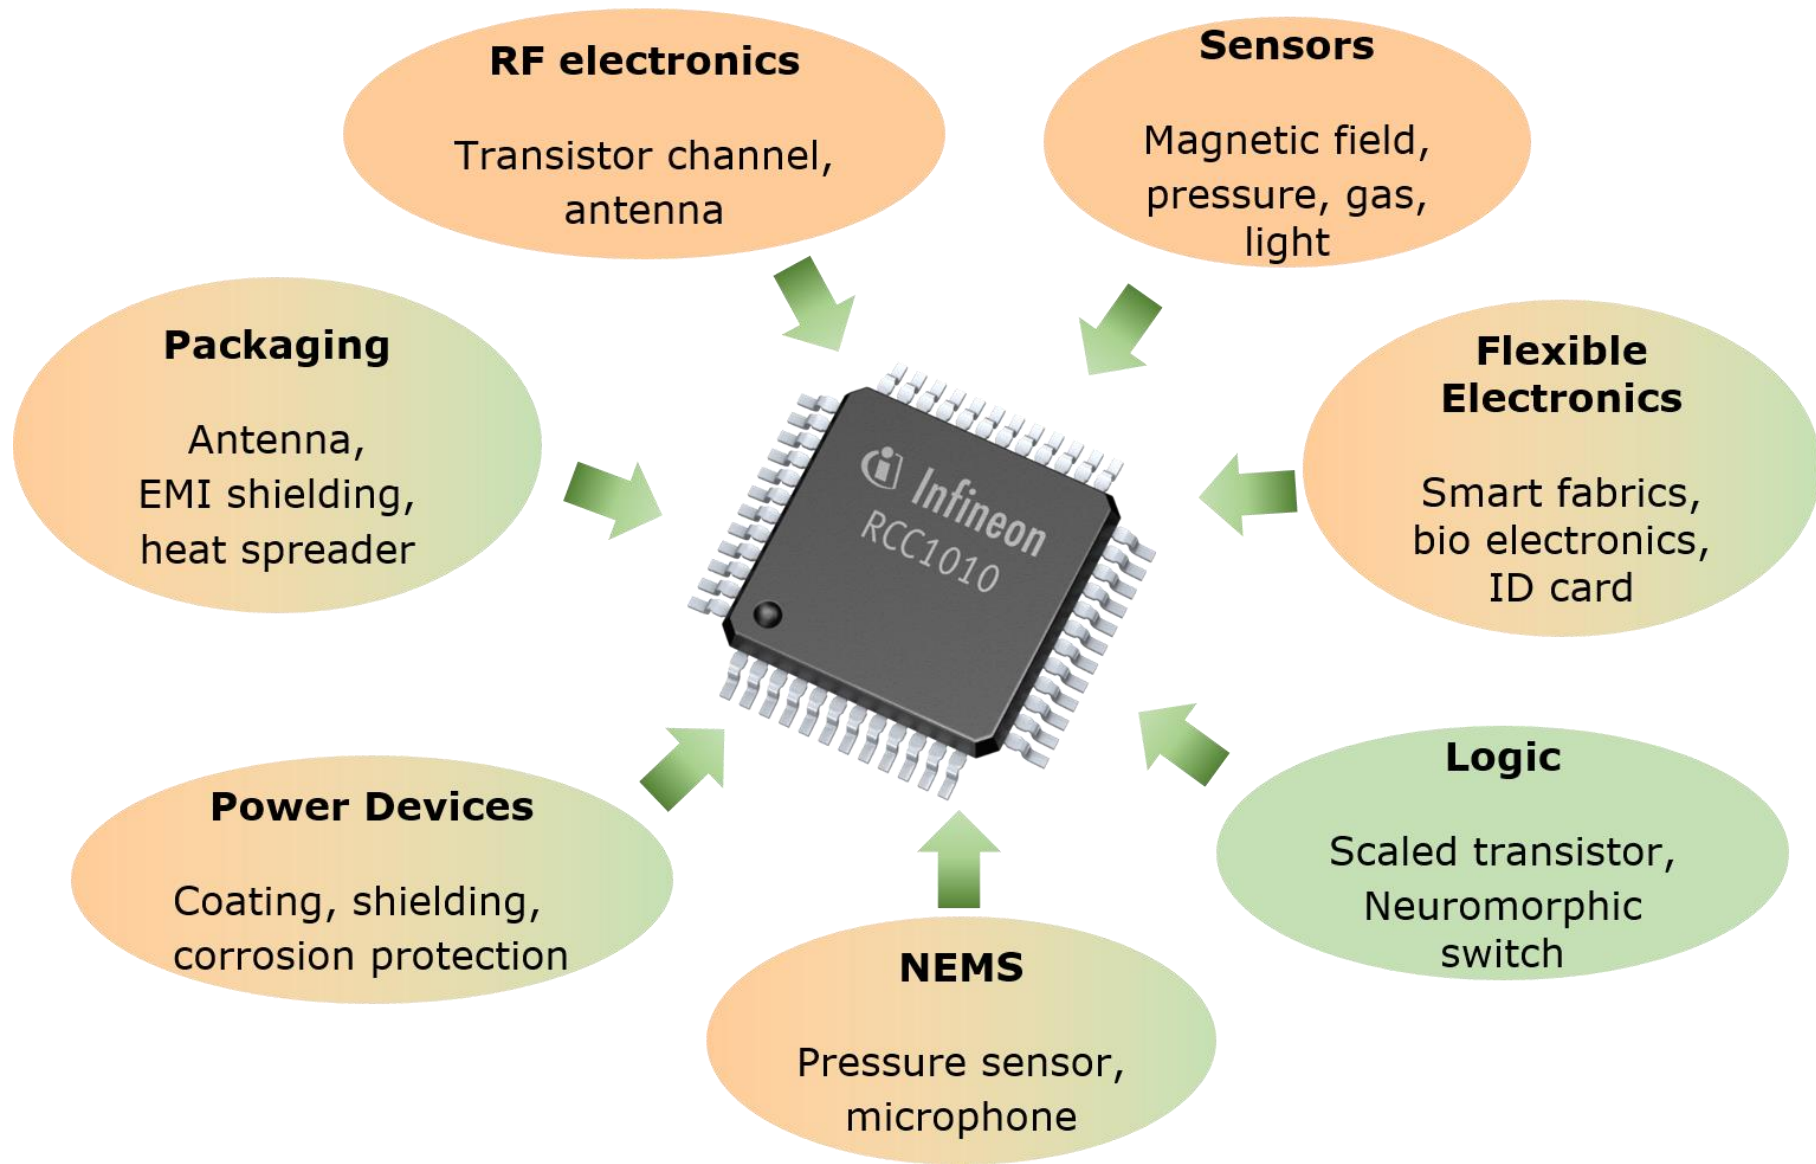 RF electronics
Transistor channel,
antenna
Sensors
Magnetic field,
pressure, gas,
light
Packaging
Antenna,
EMI shielding,
heat spreader
Flexible
Electronics
Smart fabrics,
bio electronics,
ID card
Infineon
RCC1010
Power Devices
Coating, shielding,
corrosion protection
Logic
Scaled transistor,
Neuromorphic
switch
NEMS
Pressure sensor,
microphone